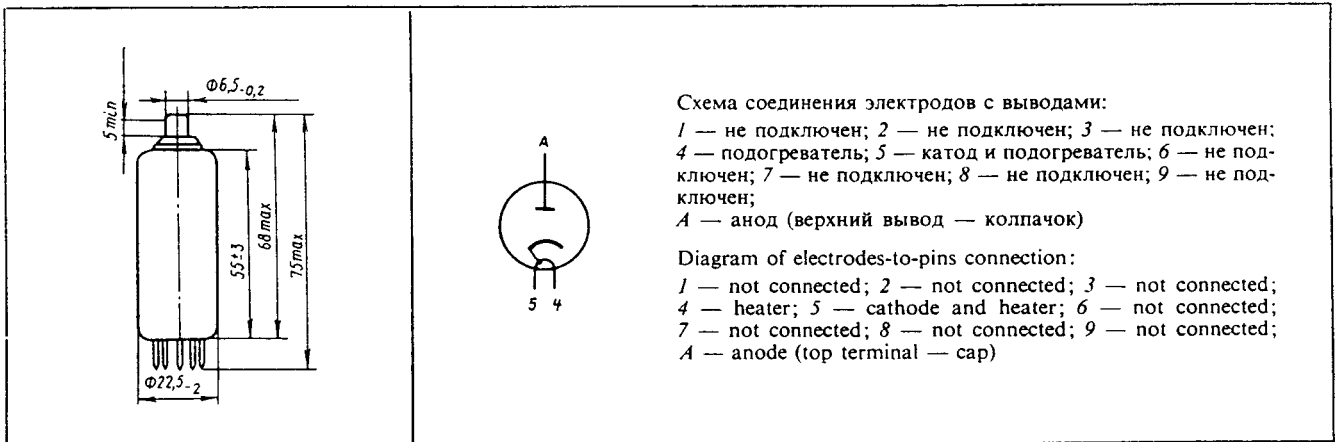 Ф6,5₋₀,₂
5 min
55±3
68 max
75max
Ф22,5₋₂
А
5 4
Схема соединения электродов с выводами:
1 — не подключен; 2 — не подключен; 3 — не подключен;
4 — подогреватель; 5 — катод и подогреватель; 6 — не под-
ключен; 7 — не подключен; 8 — не подключен; 9 — не под-
ключен;
А — анод (верхний вывод — колпачок)
Diagram of electrodes-to-pins connection:
1 — not connected; 2 — not connected; 3 — not connected;
4 — heater; 5 — cathode and heater; 6 — not connected;
7 — not connected; 8 — not connected; 9 — not connected;
A — anode (top terminal — cap)